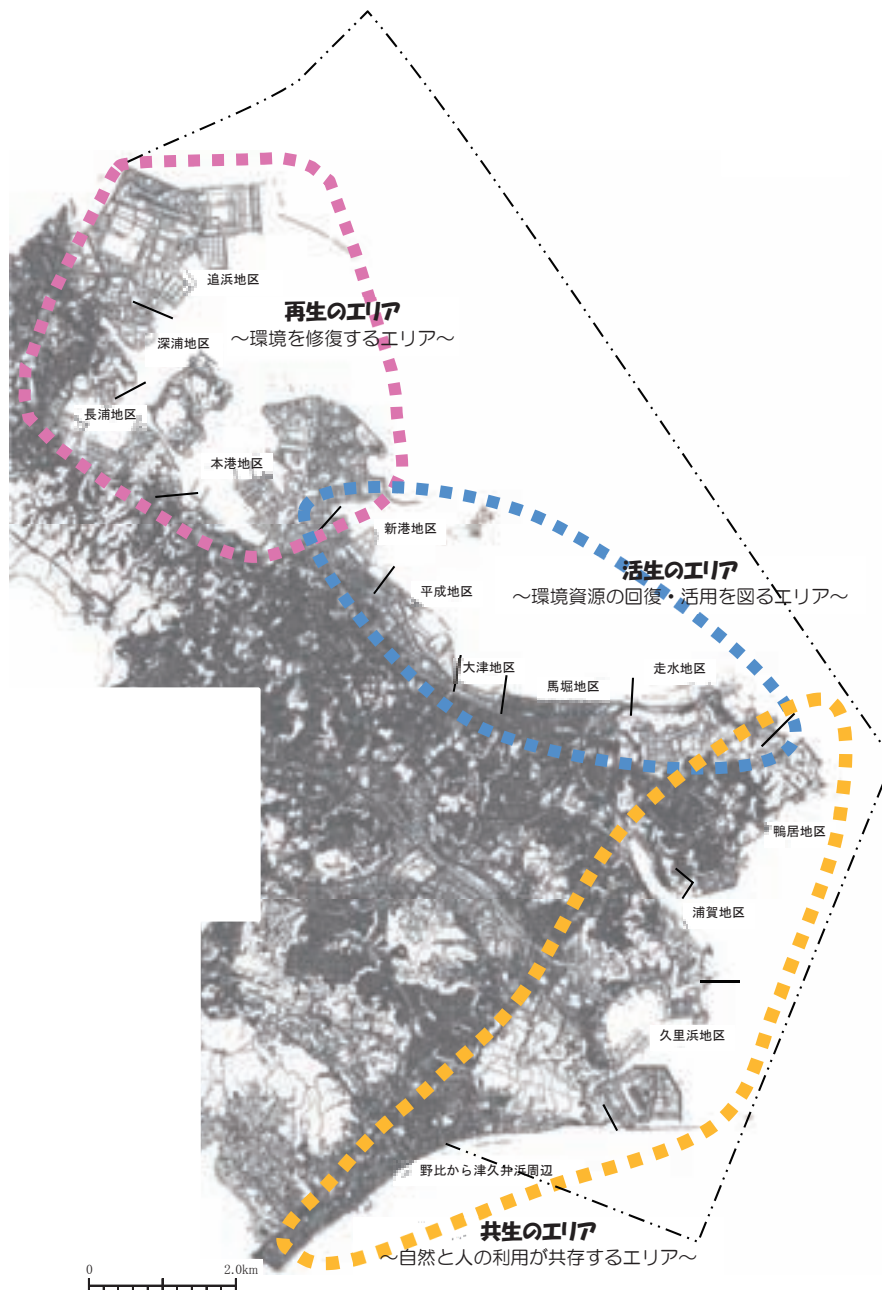 追浜地区
再生のエリア
～環境を修復するエリア～
深浦地区
長浦地区
本港地区
新港地区
活生のエリア
～環境資源の回復・活用を図るエリア～
平成地区
大津地区
馬堀地区
走水地区
鴨居地区
浦賀地区
久里浜地区
野比から津久井浜周辺
共生のエリア
～自然と人の利用が共存するエリア～
0 2.0km